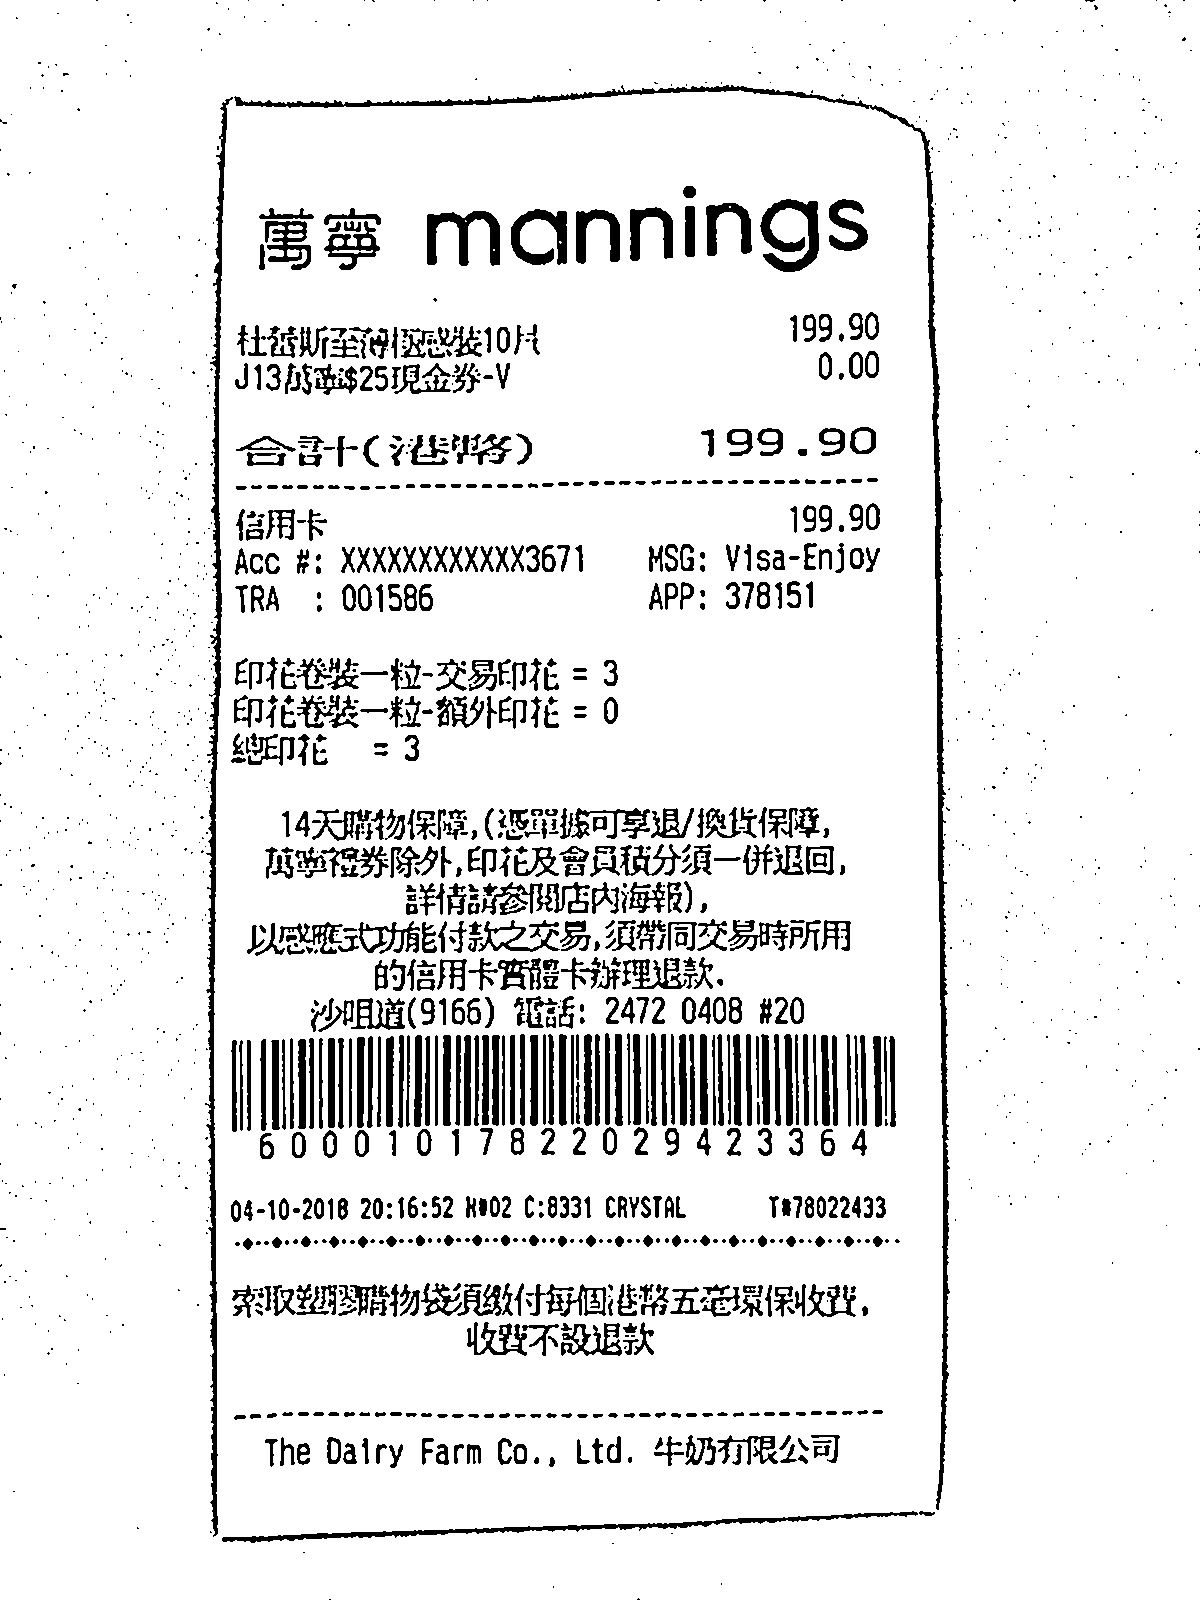 萬寧 mannings
杜蕾斯至薄極感裝10片 199.90
J13萬寧$25現金券-V 0.00
合計(港幣) 199.90
信用卡 199.90
Acc #: XXXXXXXXXXXX3671 MSG: Visa-Enjoy
TRA : 001586 APP: 378151
印花卷裝一粒-交易印花 = 3
印花卷裝一粒-額外印花 = 0
總印花 = 3
14天購物保障,(憑單據可享退/換貨保障,
萬寧禮券除外,印花及會員積分須一併退回,
詳情請參閱店內海報),
以感應式功能付款之交易,須帶同交易時所用
的信用卡實體卡辦理退款.
沙咀道(9166) 電話: 2472 0408 #20
60001017822029423364
04-10-2018 20:16:52 M#02 C:8331 CRYSTAL T#78022433
索取塑膠購物袋須繳付每個港幣五毫環保收費.
收費不設退款
The Dairy Farm Co., Ltd. 牛奶有限公司